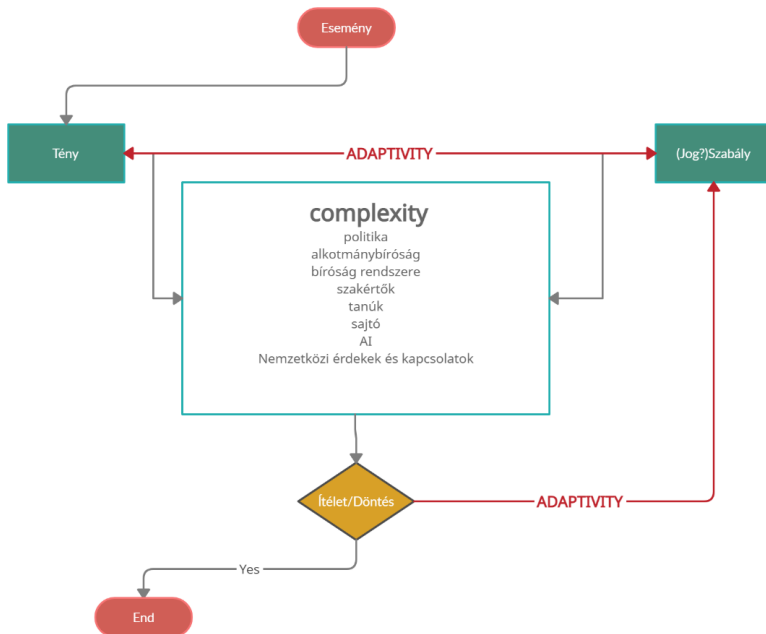 Esemény
Tény
ADAPTIVITY
(Jog?)Szabály
complexity
politika
alkotmánybíróság
bíróság rendszere
szakértők
tanúk
sajtó
AI
Nemzetközi érdekek és kapcsolatok
Ítélet/Döntés
ADAPTIVITY
Yes
End